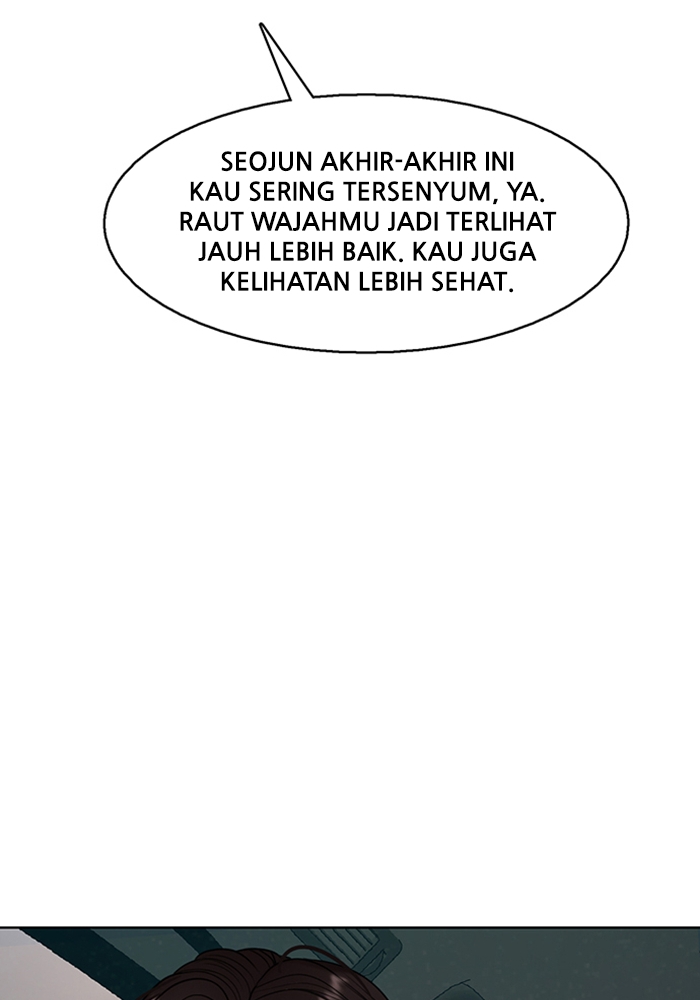 SEOJUN AKHIR-AKHIR INI
KAU SERING TERSENYUM, YA.
RAUT WAJAHMU JADI TERLIHAT
JAUH LEBIH BAIK. KAU JUGA
KELIHATAN LEBIH SEHAT.